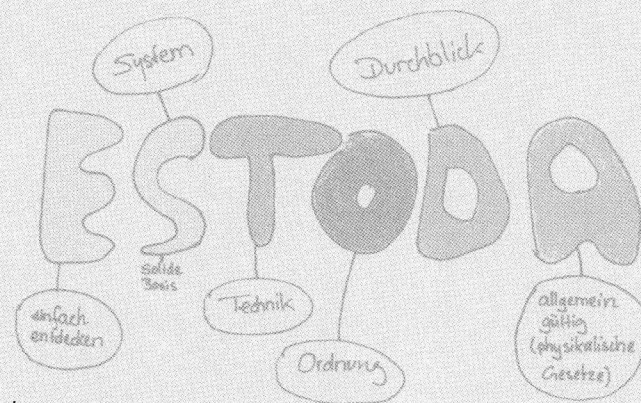 System
Durchblick
ESTODA
solide
Basis
einfach
entdecken
Technik
Ordnung
allgemein
gültig
(physikalische
Gesetze)